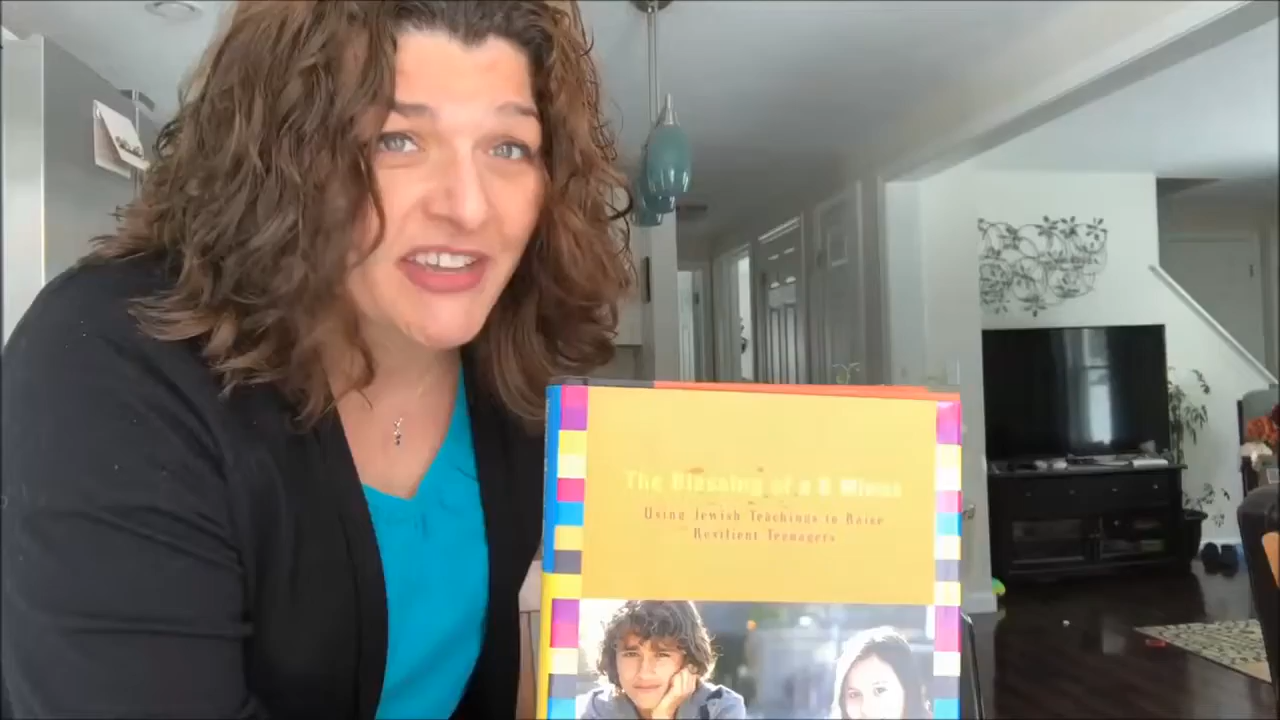 The Blessing of a B Minus
Using Jewish Teachings to Raise
Resilient Teenagers